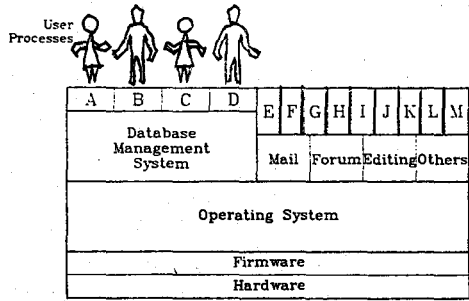 User
Processes
A B C D
E F G H I J K L M
Database
Management
System
Mail Forum Editing Others
Operating System
Firmware
Hardware